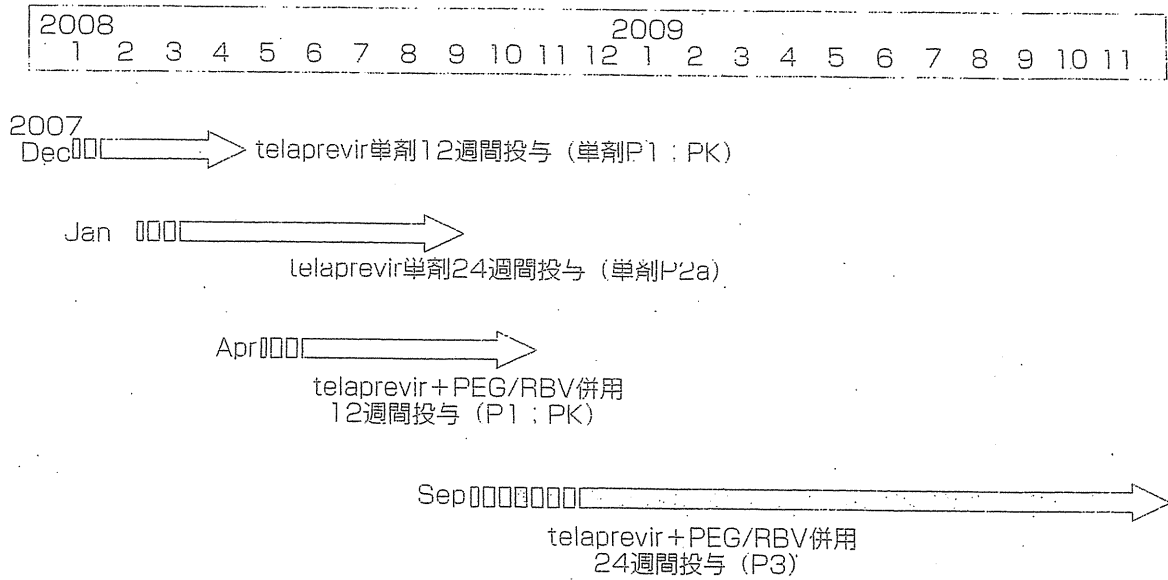 2008 2009
1 2 3 4 5 6 7 8 9 10 11 12 1 2 3 4 5 6 7 8 9 10 11
2007
Dec telaprevir単剤12週間投与（単剤P1；PK）
Jan
telaprevir単剤24週間投与（単剤P2a）
Apr
telaprevir+PEG/RBV併用
12週間投与（P1；PK）
Sep
telaprevir+PEG/RBV併用
24週間投与（P3）